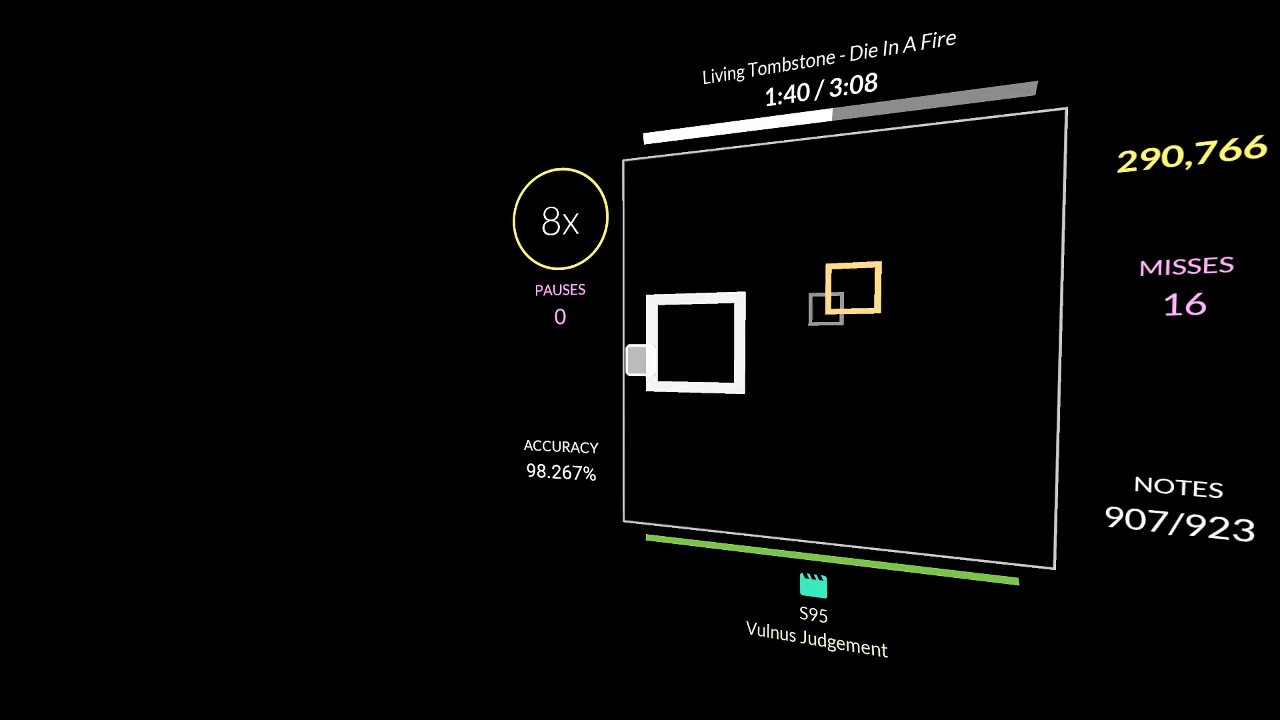 Living Tombstone - Die In A Fire
1:40 / 3:08
290,766
8x
PAUSES
0
MISSES
16
ACCURACY
98.267%
NOTES
907/923
S95
Vulnus Judgement